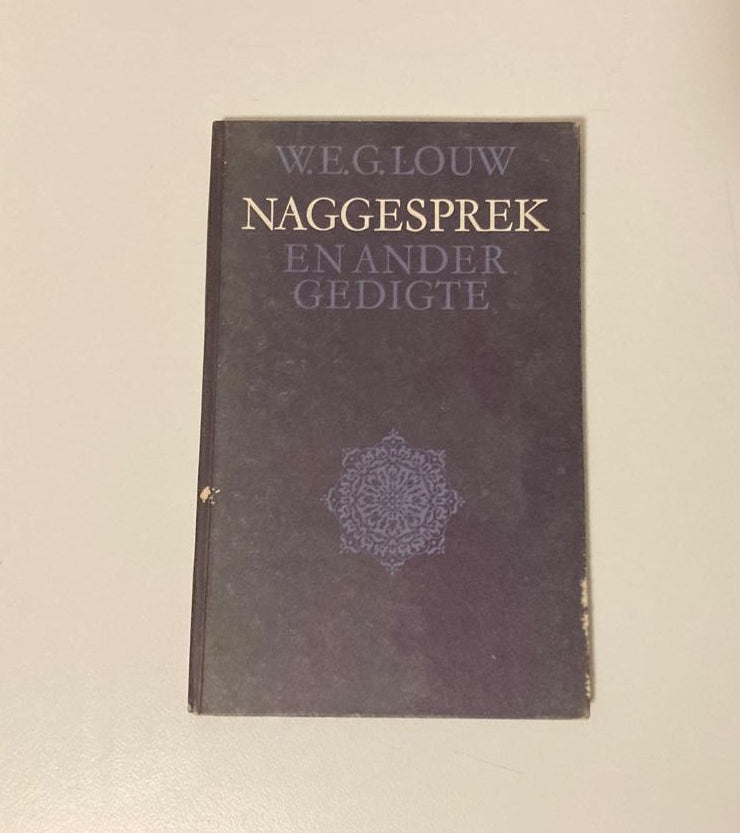 W.E.G. LOUW
NAGGESPREK
EN ANDER
GEDIGTE